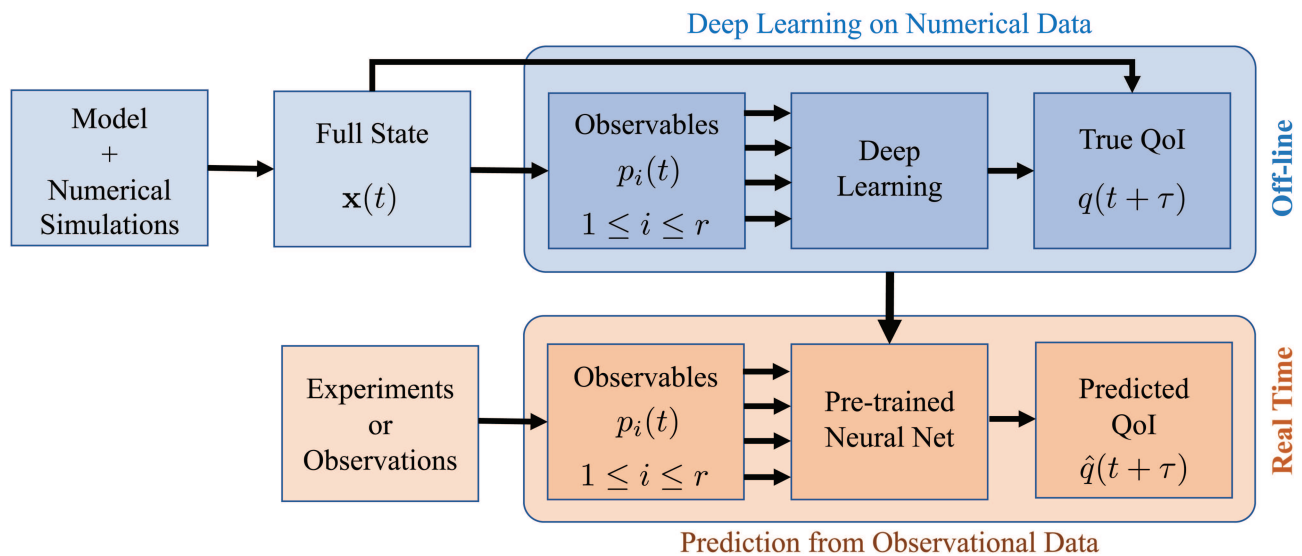 Deep Learning on Numerical Data
Model
+
Numerical
Simulations
Full State
𝐱(t)
Observables
p_i(t)
1 ≤ i ≤ r
Deep
Learning
True QoI
q(t + τ)
Off-line
Experiments
or
Observations
Observables
p_i(t)
1 ≤ i ≤ r
Pre-trained
Neural Net
Predicted
QoI
q̂(t + τ)
Real Time
Prediction from Observational Data